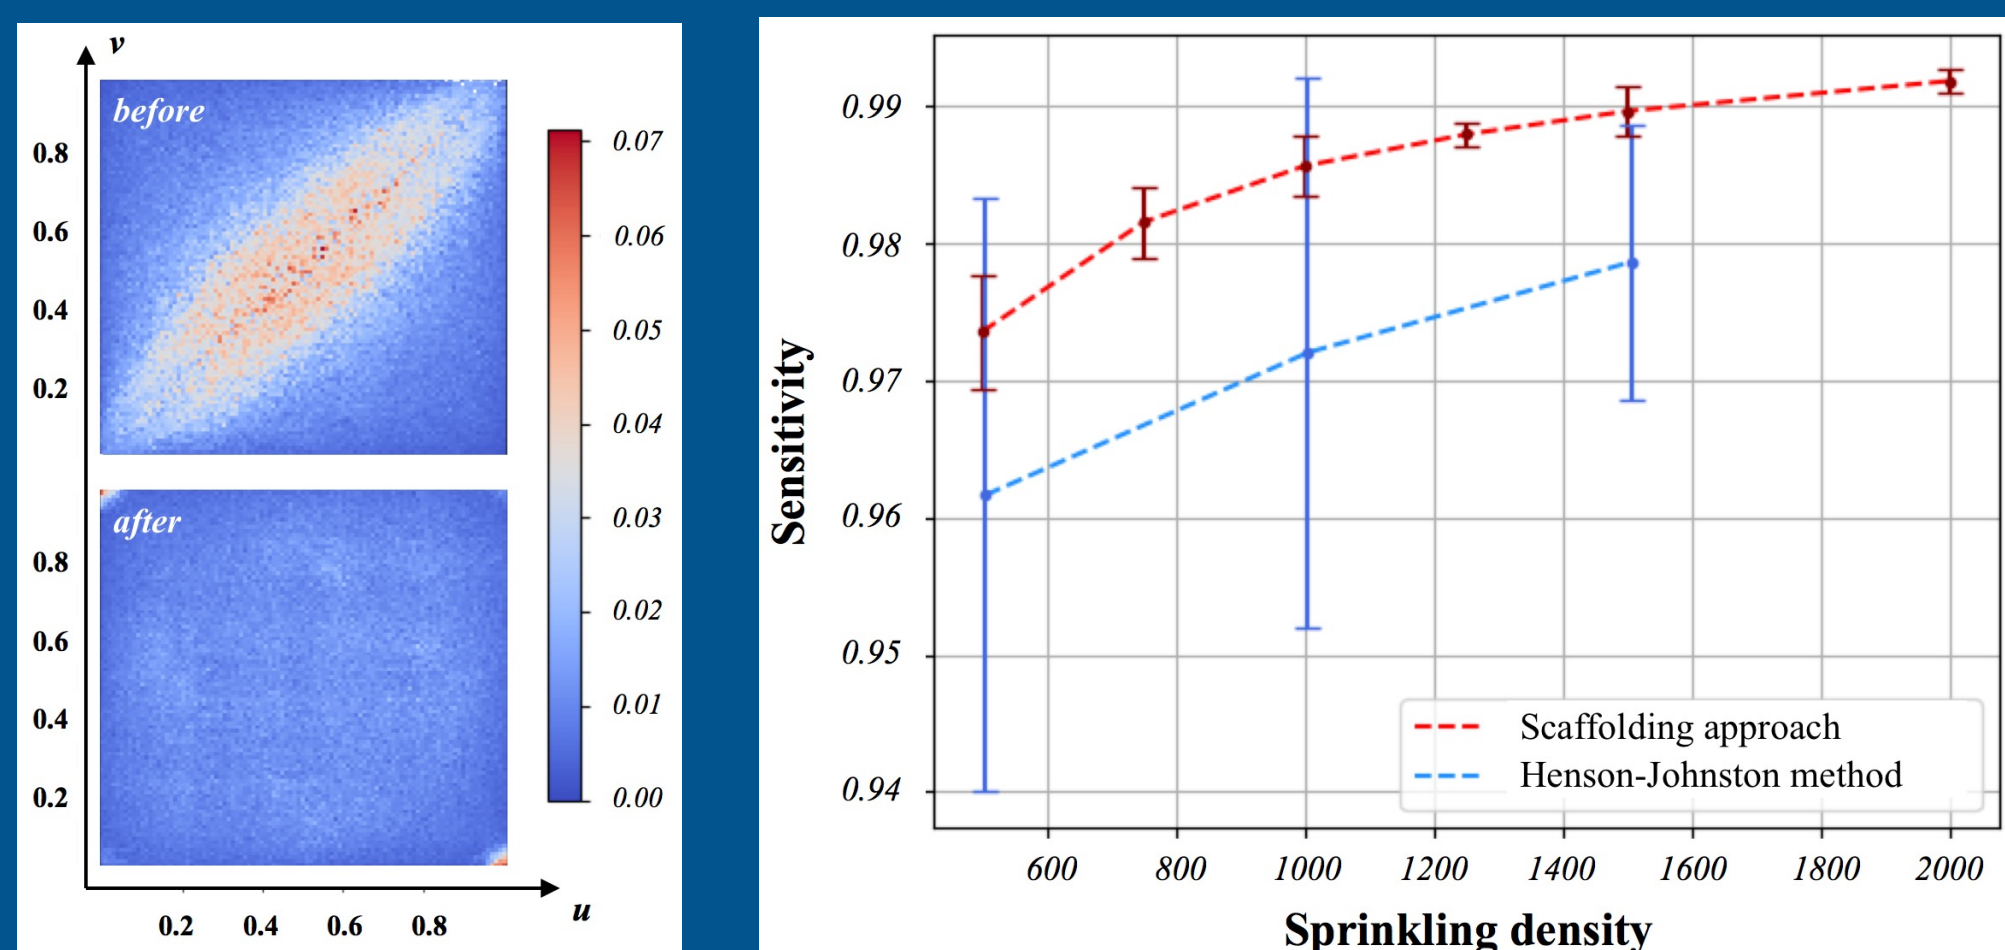 v
before
0.8
0.6
0.4
0.2
after
0.8
0.6
0.4
0.2
0.2 0.4 0.6 0.8
u
0.07
0.06
0.05
0.04
0.03
0.02
0.01
0.00
Sensitivity
0.99
0.98
0.97
0.96
0.95
0.94
Scaffolding approach
Henson-Johnston method
600 800 1000 1200 1400 1600 1800 2000
Sprinkling density